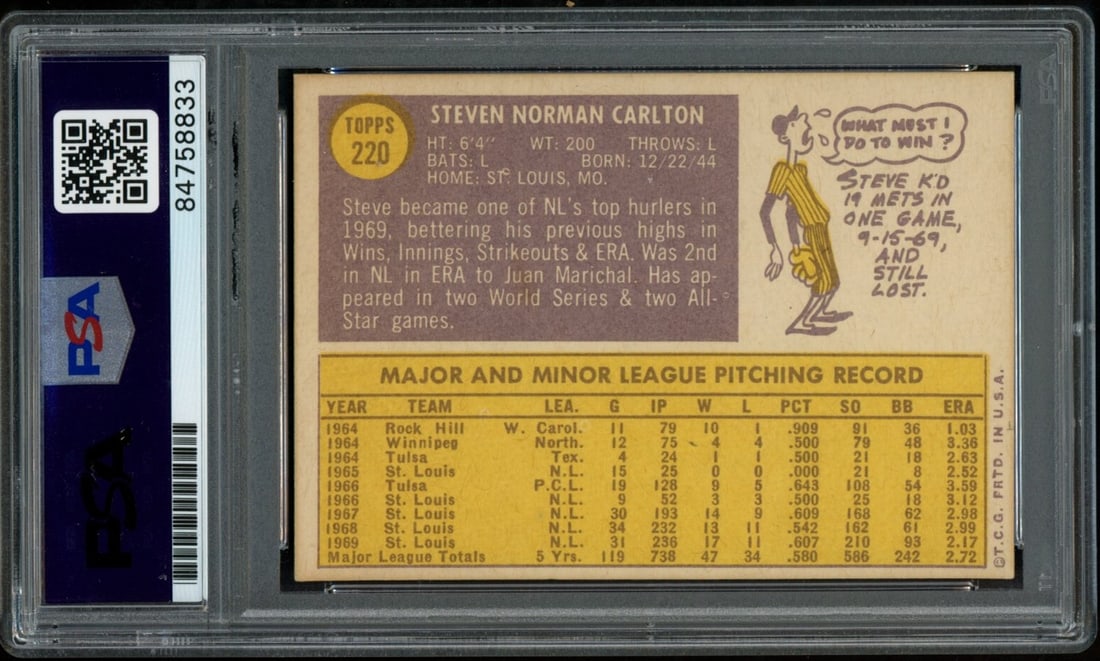 84758833
PSA
PSA
PSA
TOPPS
220
STEVEN NORMAN CARLTON
HT: 6'4" WT: 200 THROWS: L
BATS: L BORN: 12/22/44
HOME: ST. LOUIS, MO.
Steve became one of NL's top hurlers in
1969, bettering his previous highs in
Wins, Innings, Strikeouts & ERA. Was 2nd
in NL in ERA to Juan Marichal. Has ap-
peared in two World Series & two All-
Star games.
WHAT MUST I
DO TO WIN?
STEVE K'D
19 METS IN
ONE GAME,
9-15-69,
AND
STILL
LOST.
MAJOR AND MINOR LEAGUE PITCHING RECORD
YEAR TEAM LEA. G IP W L PCT SO BB ERA
1964 Rock Hill W. Carol. 11 79 10 1 .909 91 36 1.03
1964 Winnipeg North. 12 75 4 4 .500 79 48 3.36
1964 Tulsa Tex. 4 24 1 1 .500 21 18 2.63
1965 St. Louis N.L. 15 25 0 0 .000 21 8 2.52
1966 Tulsa P.C.L. 19 128 9 5 .643 108 54 3.59
1966 St. Louis N.L. 9 52 3 3 .500 25 18 3.12
1967 St. Louis N.L. 30 193 14 9 .609 168 62 2.98
1968 St. Louis N.L. 34 232 13 11 .542 162 61 2.99
1969 St. Louis N.L. 31 236 17 11 .607 210 93 2.17
Major League Totals 5 Yrs. 119 738 47 34 .580 586 242 2.72
©T.C.G. PRTD. IN U.S.A.